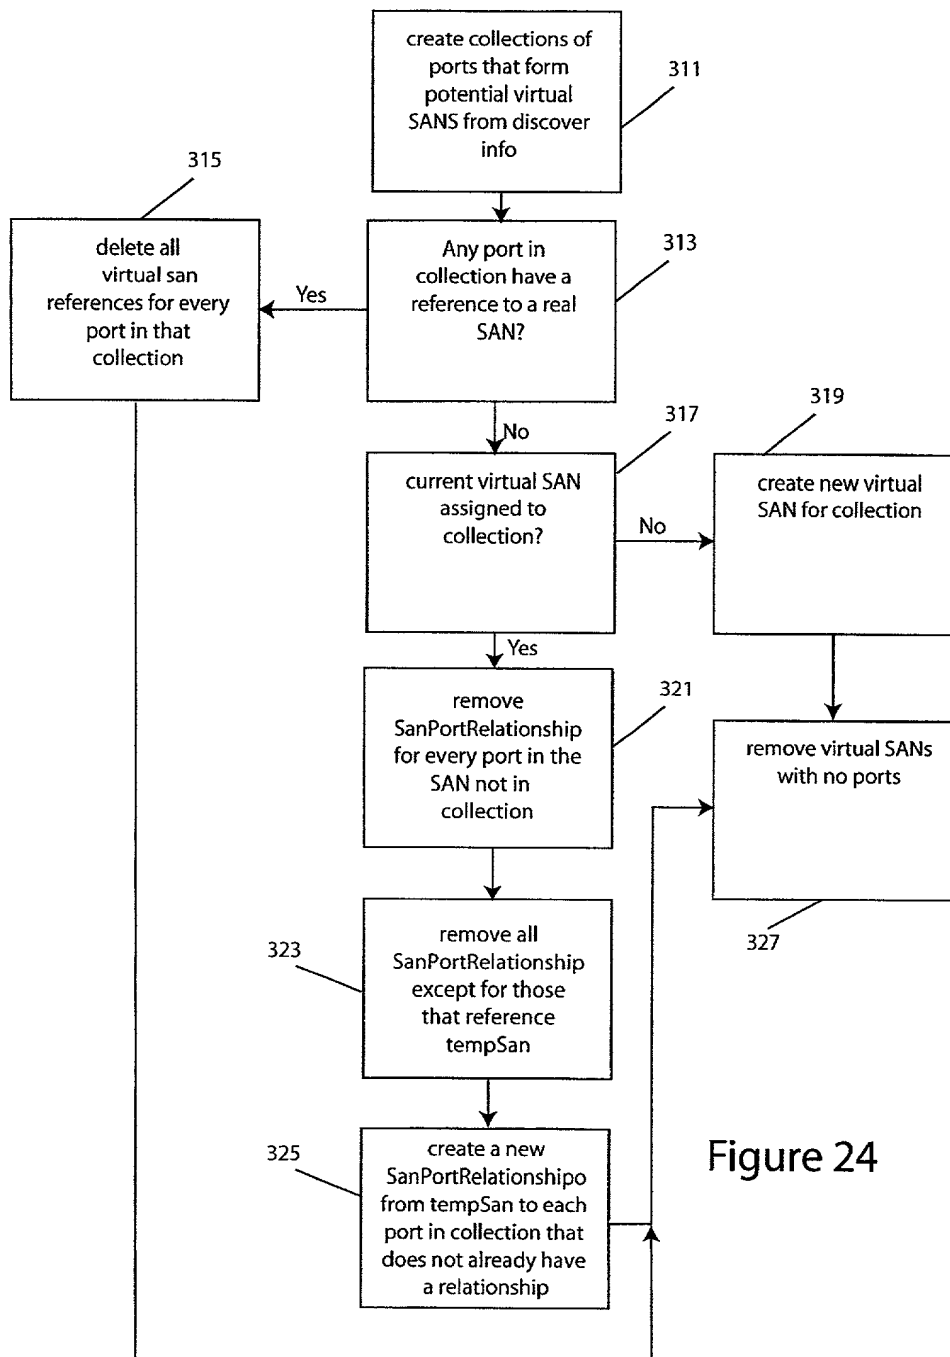 create collections of
ports that form
potential virtual
SANS from discover
info
311
315
delete all
virtual san
references for every
port in that
collection
Yes
Any port in
collection have a
reference to a real
SAN?
313
No
317
319
current virtual SAN
assigned to
collection?
No
create new virtual
SAN for collection
Yes
remove
SanPortRelationship
for every port in the
SAN not in
collection
321
remove virtual SANs
with no ports
327
323
remove all
SanPortRelationship
except for those
that reference
tempSan
325
create a new
SanPortRelationshipo
from tempSan to each
port in collection that
does not already have
a relationship
Figure 24